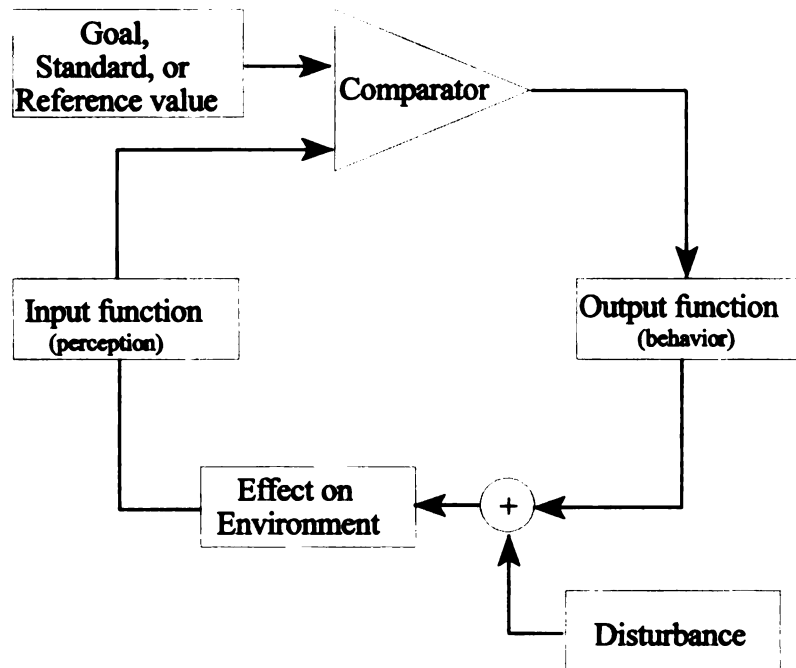 Goal,
Standard, or
Reference value
Comparator
Input function
(perception)
Output function
(behavior)
Effect on
Environment
+
Disturbance